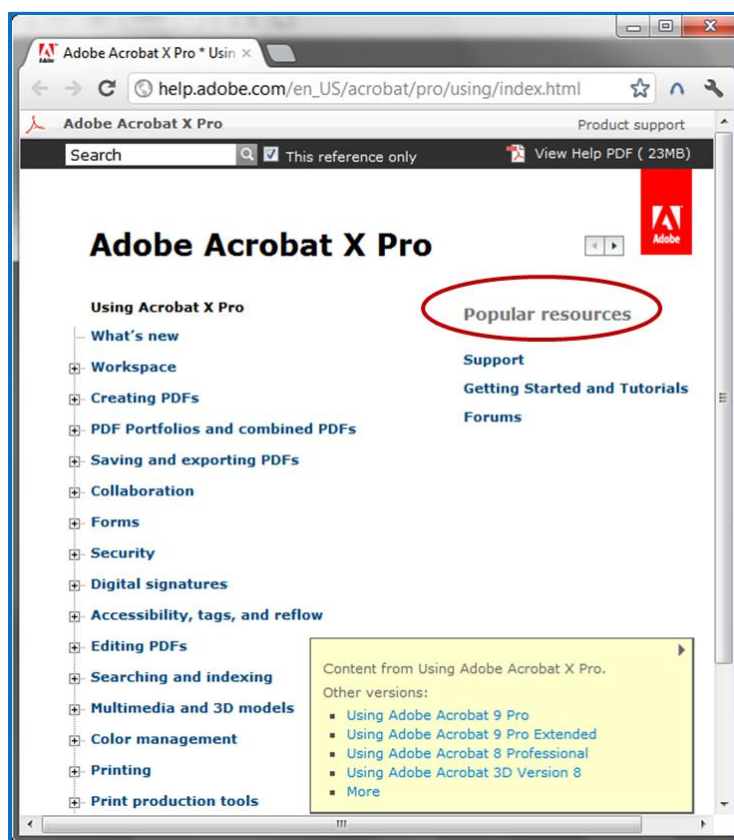 Adobe Acrobat X Pro * Usin
help.adobe.com/en_US/acrobat/pro/using/index.html
Adobe Acrobat X Pro
Product support
Search
This reference only
View Help PDF ( 23MB)
Adobe
Adobe Acrobat X Pro
Adobe
Using Acrobat X Pro
What's new
Workspace
Creating PDFs
PDF Portfolios and combined PDFs
Saving and exporting PDFs
Collaboration
Forms
Security
Digital signatures
Accessibility, tags, and reflow
Editing PDFs
Searching and indexing
Multimedia and 3D models
Color management
Printing
Print production tools
Popular resources
Support
Getting Started and Tutorials
Forums
Content from Using Adobe Acrobat X Pro.
Other versions:
Using Adobe Acrobat 9 Pro
Using Adobe Acrobat 9 Pro Extended
Using Adobe Acrobat 8 Professional
Using Adobe Acrobat 3D Version 8
More